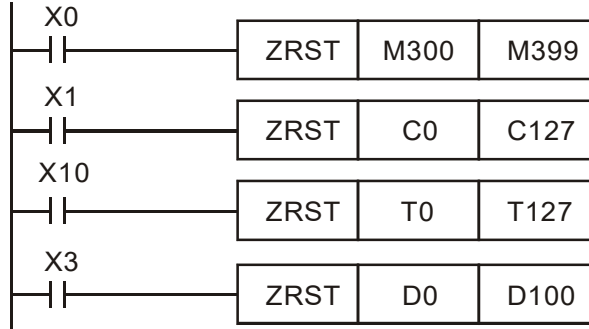 X0
ZRST M300 M399
X1
ZRST C0 C127
X10
ZRST T0 T127
X3
ZRST D0 D100